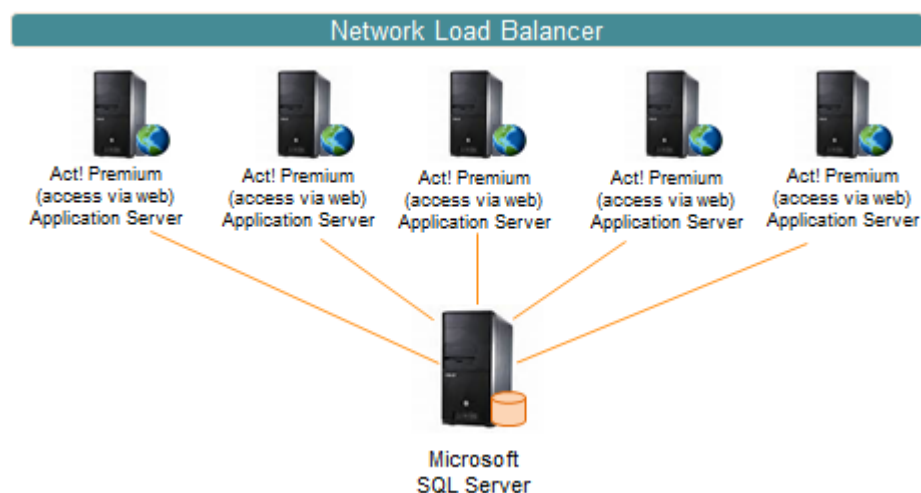 Network Load Balancer
Act! Premium
(access via web)
Application Server
Act! Premium
(access via web)
Application Server
Act! Premium
(access via web)
Application Server
Act! Premium
(access via web)
Application Server
Act! Premium
(access via web)
Application Server
Microsoft
SQL Server